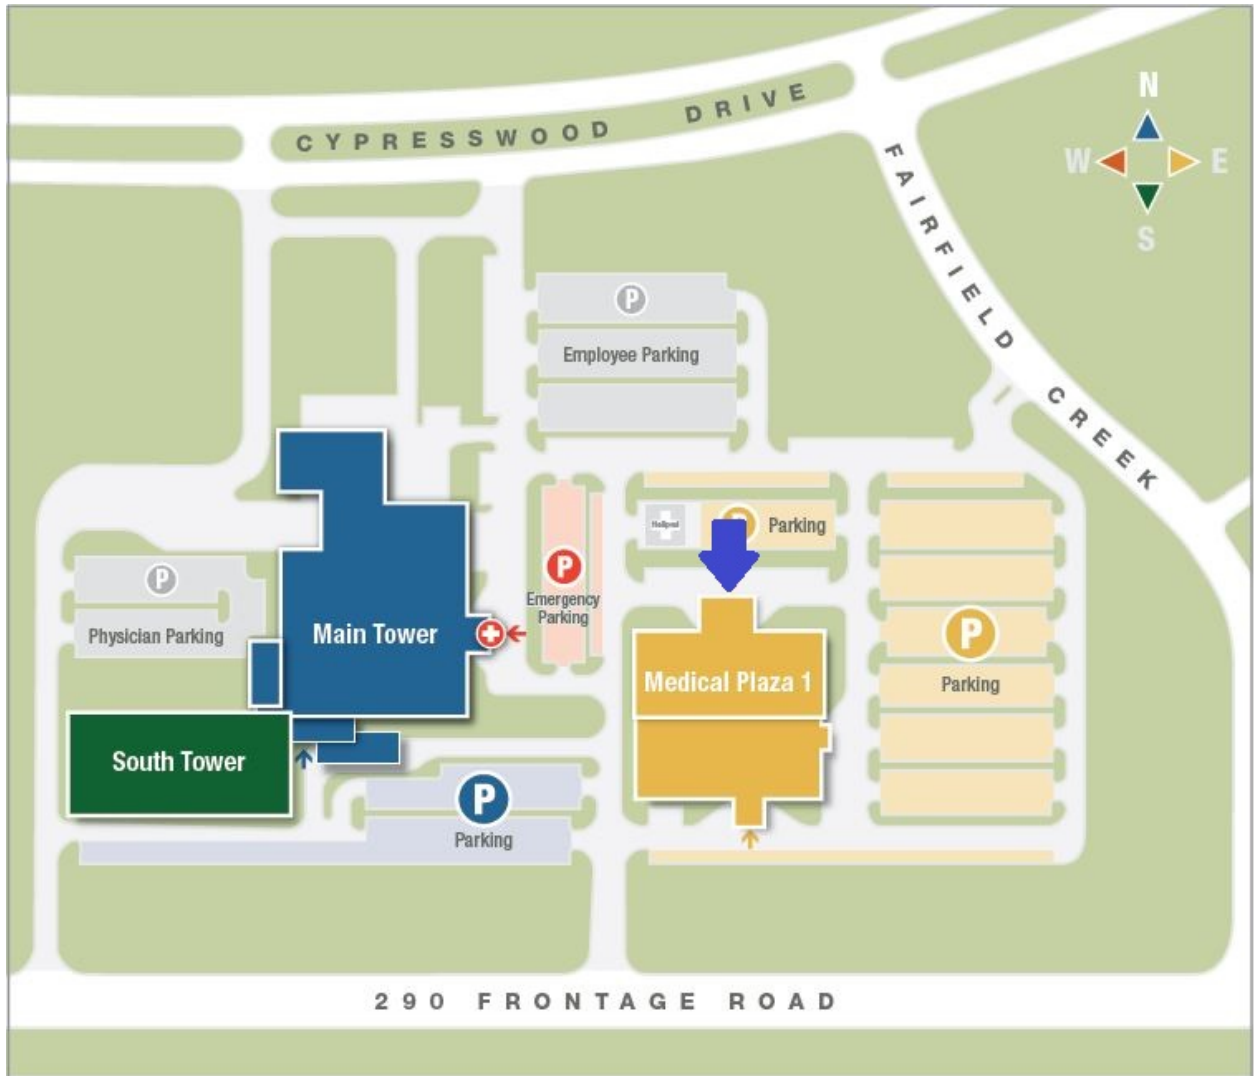 CYPRESSWOOD DRIVE
N
W E
S
FAIRFIELD CREEK
P
Employee Parking
Helipad
P Parking
P
Emergency
Parking
P
Physician Parking
Main Tower
Medical Plaza 1
P
Parking
South Tower
P
Parking
290 FRONTAGE ROAD